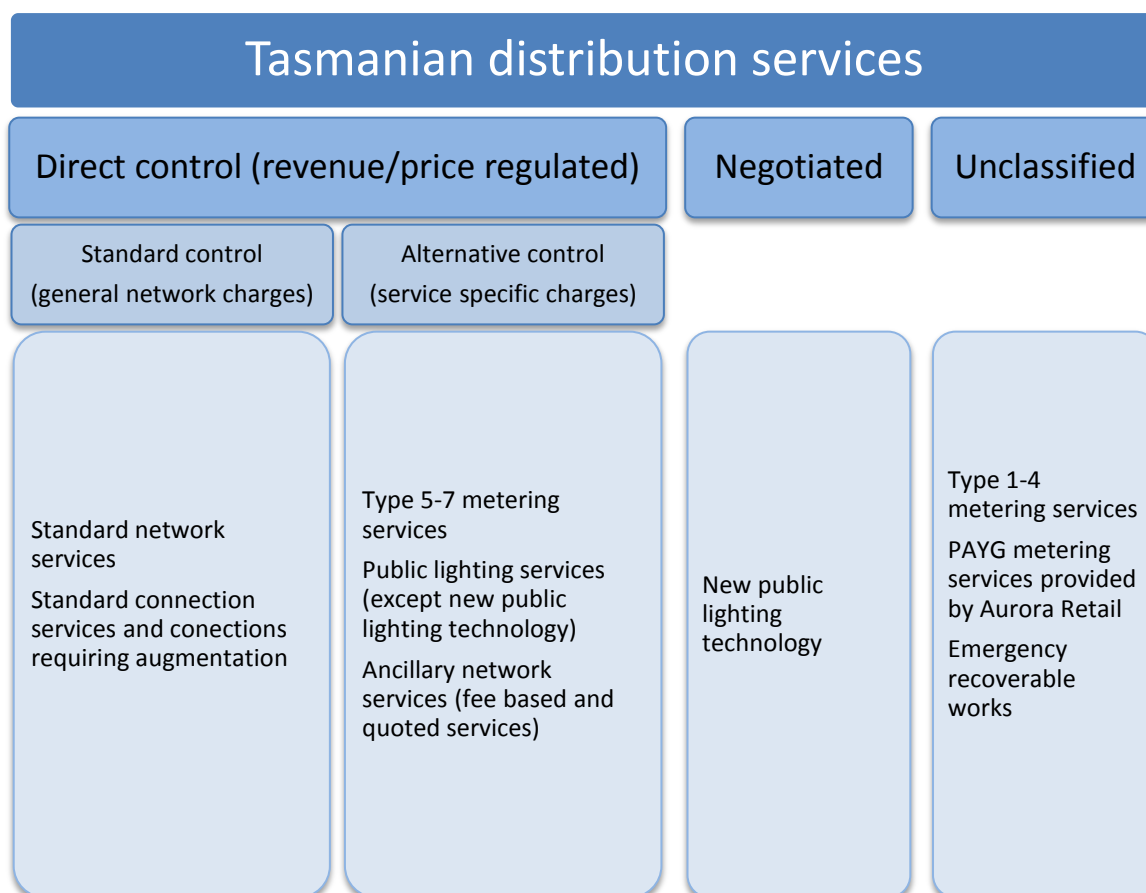 Tasmanian distribution services
Direct control (revenue/price regulated)
Negotiated
Unclassified
Standard control
(general network charges)
Alternative control
(service specific charges)
Standard network
services
Standard connection
services and conections
requiring augmentation
Type 5-7 metering
services
Public lighting services
(except new public
lighting technology)
Ancillary network
services (fee based and
quoted services)
New public
lighting
technology
Type 1-4
metering services
PAYG metering
services provided
by Aurora Retail
Emergency
recoverable
works